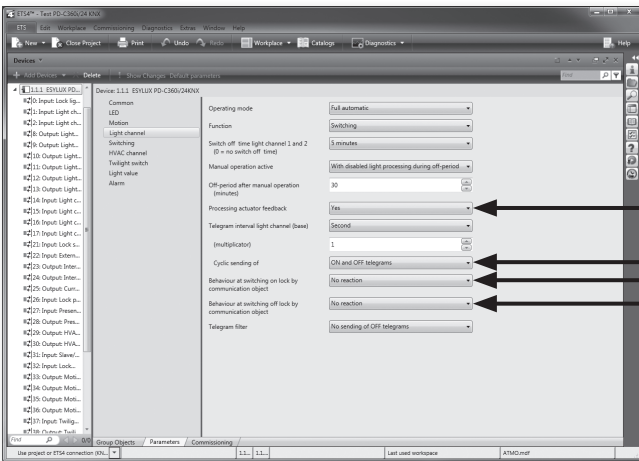 ETS4™ - Test PD-C360i/24 KNX
ETS Edit Workplace Commissioning Diagnostics Extras Window Help
New Close Project Print Undo Redo Workplace Catalogs Diagnostics Help
Devices
Add Devices Delete Show Changes Default parameters Find
1.1.1 ESYLUX PD...
0: Input: Lock lig...
1: Input: Light ch...
2: Input: Light ch...
8: Output: Light...
9: Output: Light...
10: Output: Light...
11: Output: Light...
12: Output: Light...
13: Output: Light...
14: Input: Light c...
15: Input: Light c...
16: Input: Light c...
17: Input: Light c...
21: Input: Lock s...
22: Input: Extern...
23: Output: Inter...
24: Output: Inter...
25: Output: Curr...
26: Input: Lock p...
27: Input: Presen...
28: Output: Pres...
29: Output: HVA...
30: Output: HVA...
31: Input: Slave/...
32: Input: Lock...
33: Output: Moti...
34: Output: Moti...
35: Output: Moti...
36: Output: Moti...
37: Input: Twilig...
38: Output: Twili...
Device: 1.1.1 ESYLUX PD-C360i/24KNX
Common
LED
Motion
Light channel
Switching
HVAC channel
Twilight switch
Light value
Alarm
Operating mode Full automatic
Function Switching
Switch off time light channel 1 and 2 5 minutes
(0 = no switch off time)
Manual operation active With disabled light processing during off-period
Off-period after manual operation 30
(minutes)
Processing actuator feedback Yes
Telegram interval light channel (base) Second
(multiplicator) 1
Cyclic sending of ON and OFF telegrams
Behaviour at switching on lock by No reaction
communication object
Behaviour at switching off lock by No reaction
communication object
Telegram filter No sending of OFF telegrams
Find 0/0 Group Objects Parameters Commissioning
Use project or ETS4 connection (KN... 1.1... 1.1... Last used workspace ATMO.mdf